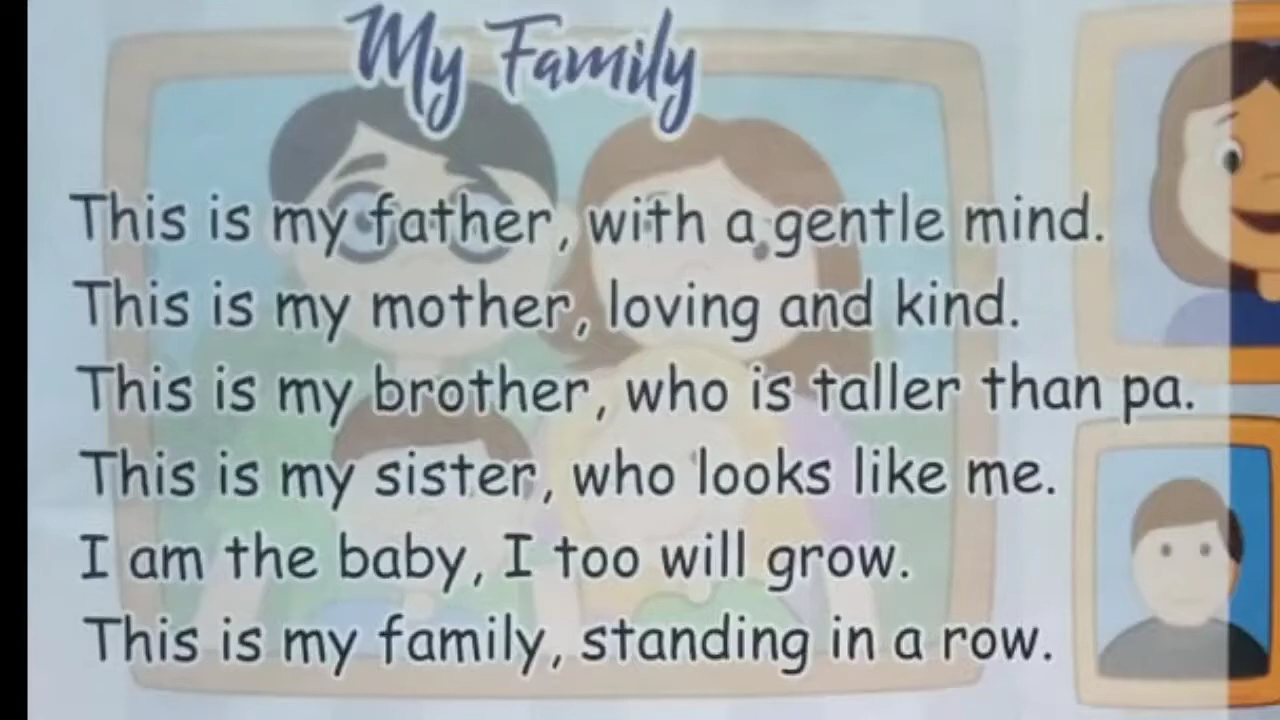 My Family
This is my father, with a gentle mind.
This is my mother, loving and kind.
This is my brother, who is taller than pa.
This is my sister, who looks like me.
I am the baby, I too will grow.
This is my family, standing in a row.